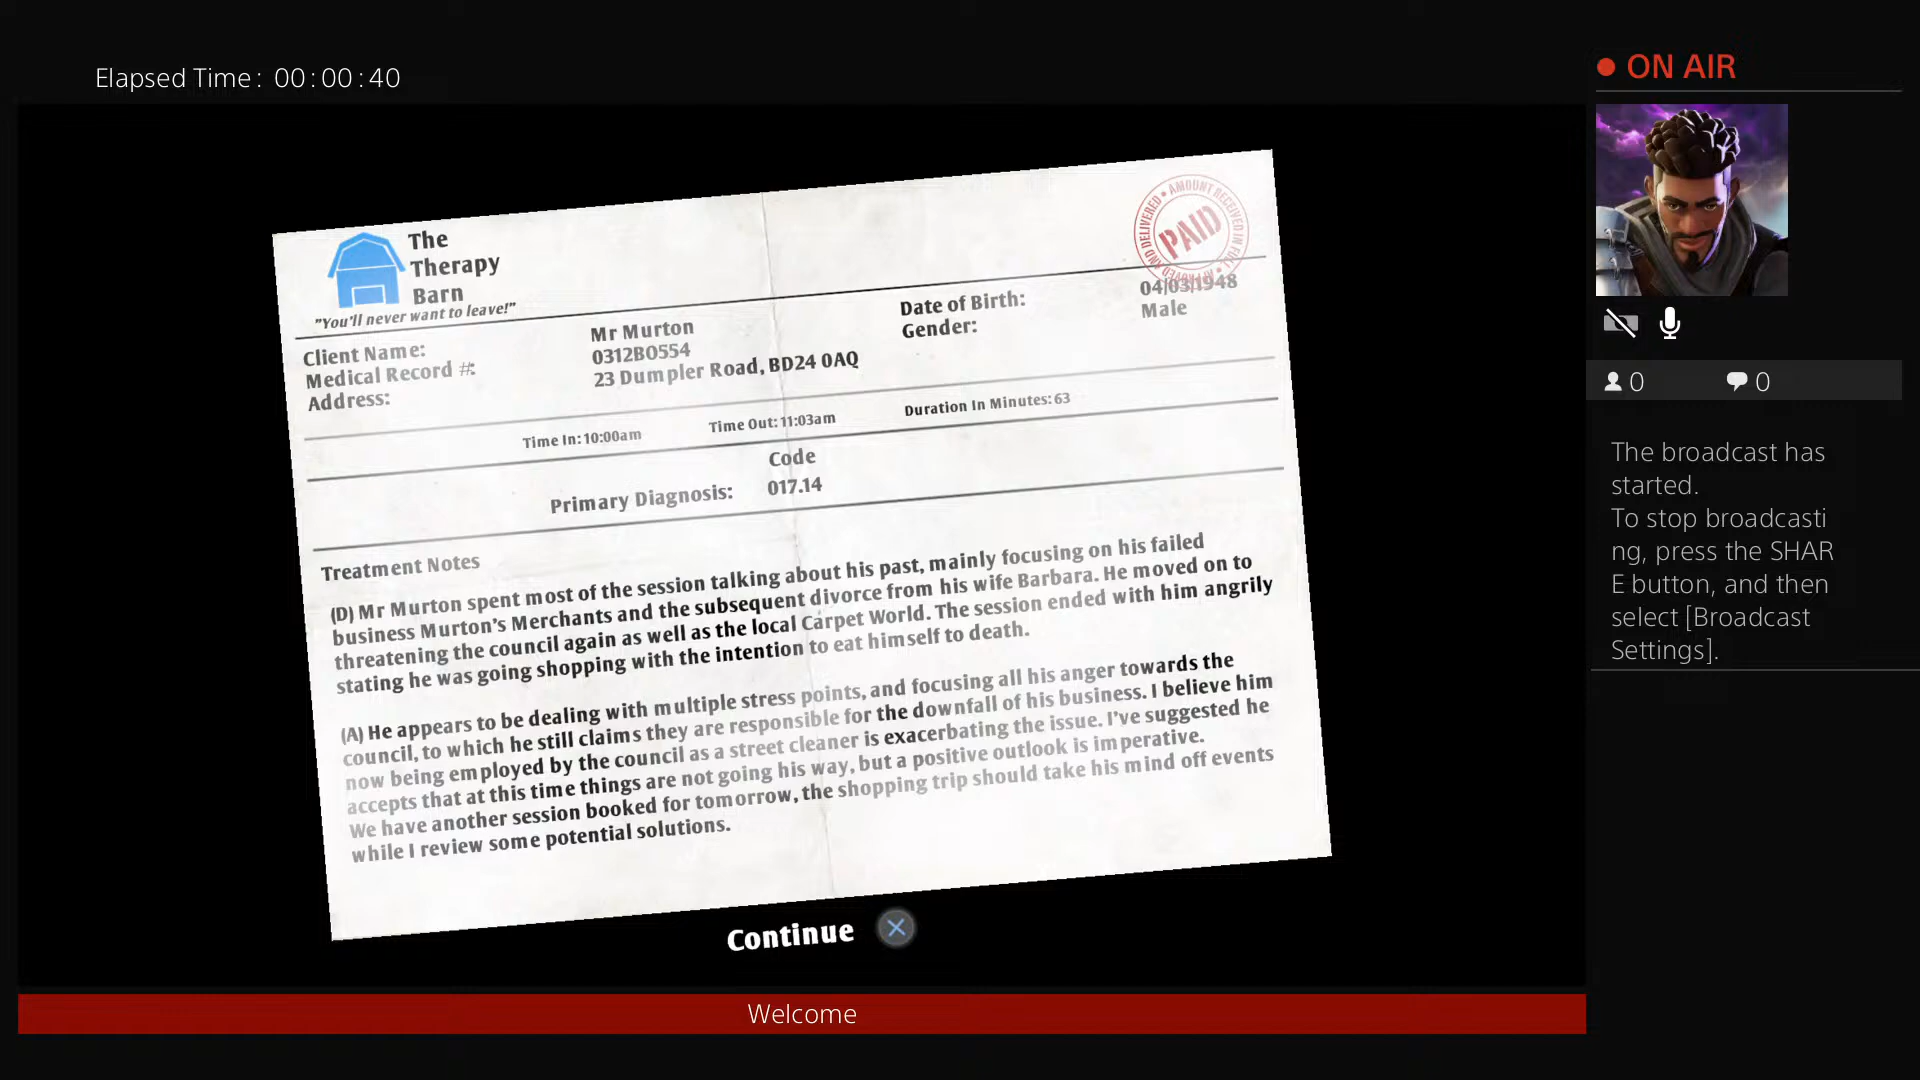 Elapsed Time: 00:00:40
ON AIR
The
Therapy
Barn
"You'll never want to leave!"
AMOUNT RECEIVED IN FULL • APPROVED AND DELIVERED •
PAID
Client Name: Mr Murton
Medical Record #: 0312BO554
Address: 23 Dumpler Road, BD24 0AQ
Date of Birth: 04/03/1948
Gender: Male
Time In: 10:00am Time Out: 11:03am Duration In Minutes: 63
Code
Primary Diagnosis: 017.14
Treatment Notes
(D) Mr Murton spent most of the session talking about his past, mainly focusing on his failed
business Murton's Merchants and the subsequent divorce from his wife Barbara. He moved on to
threatening the council again as well as the local Carpet World. The session ended with him angrily
stating he was going shopping with the intention to eat himself to death.
(A) He appears to be dealing with multiple stress points, and focusing all his anger towards the
council, to which he still claims they are responsible for the downfall of his business. I believe him
now being employed by the council as a street cleaner is exacerbating the issue. I've suggested he
accepts that at this time things are not going his way, but a positive outlook is imperative.
We have another session booked for tomorrow, the shopping trip should take his mind off events
while I review some potential solutions.
Continue
Welcome
0 0
The broadcast has
started.
To stop broadcasti
ng, press the SHAR
E button, and then
select [Broadcast
Settings].